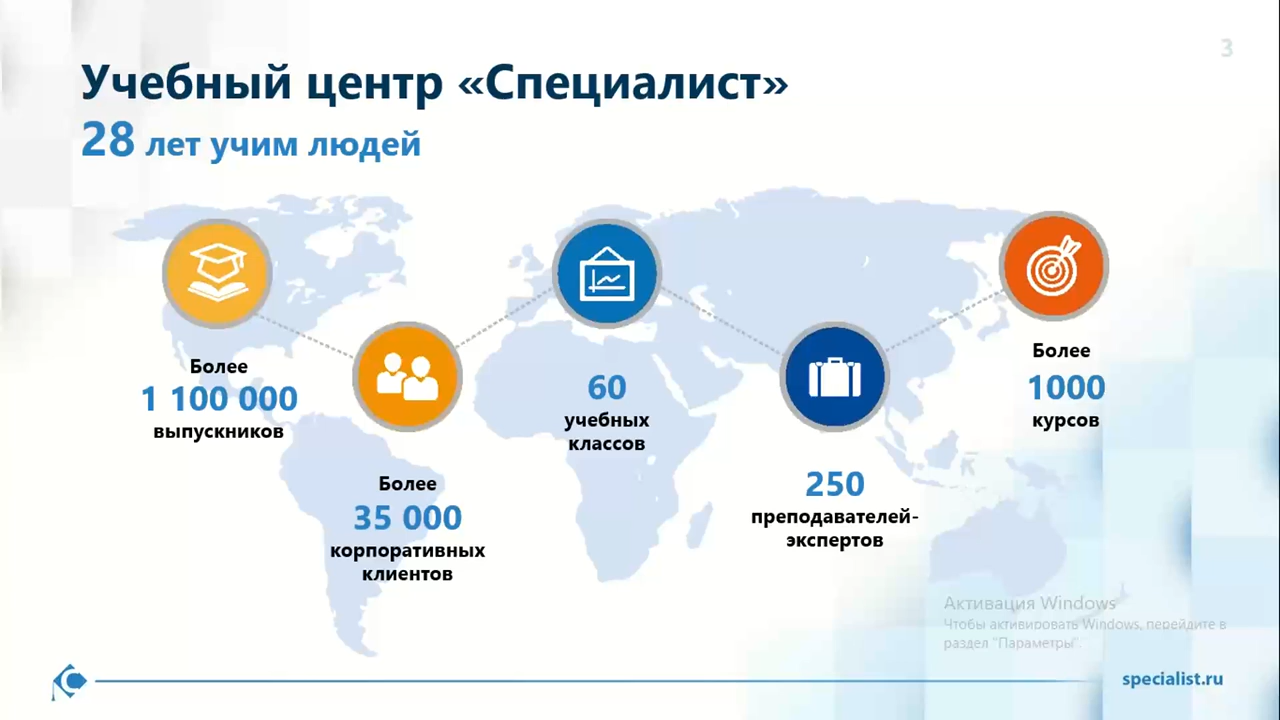 3
Учебный центр «Специалист»
28 лет учим людей
Более
1 100 000
выпускников
Более
35 000
корпоративных
клиентов
60
учебных
классов
250
преподавателей-
экспертов
Более
1000
курсов
Активация Windows
Чтобы активировать Windows, перейдите в
раздел "Параметры".
specialist.ru